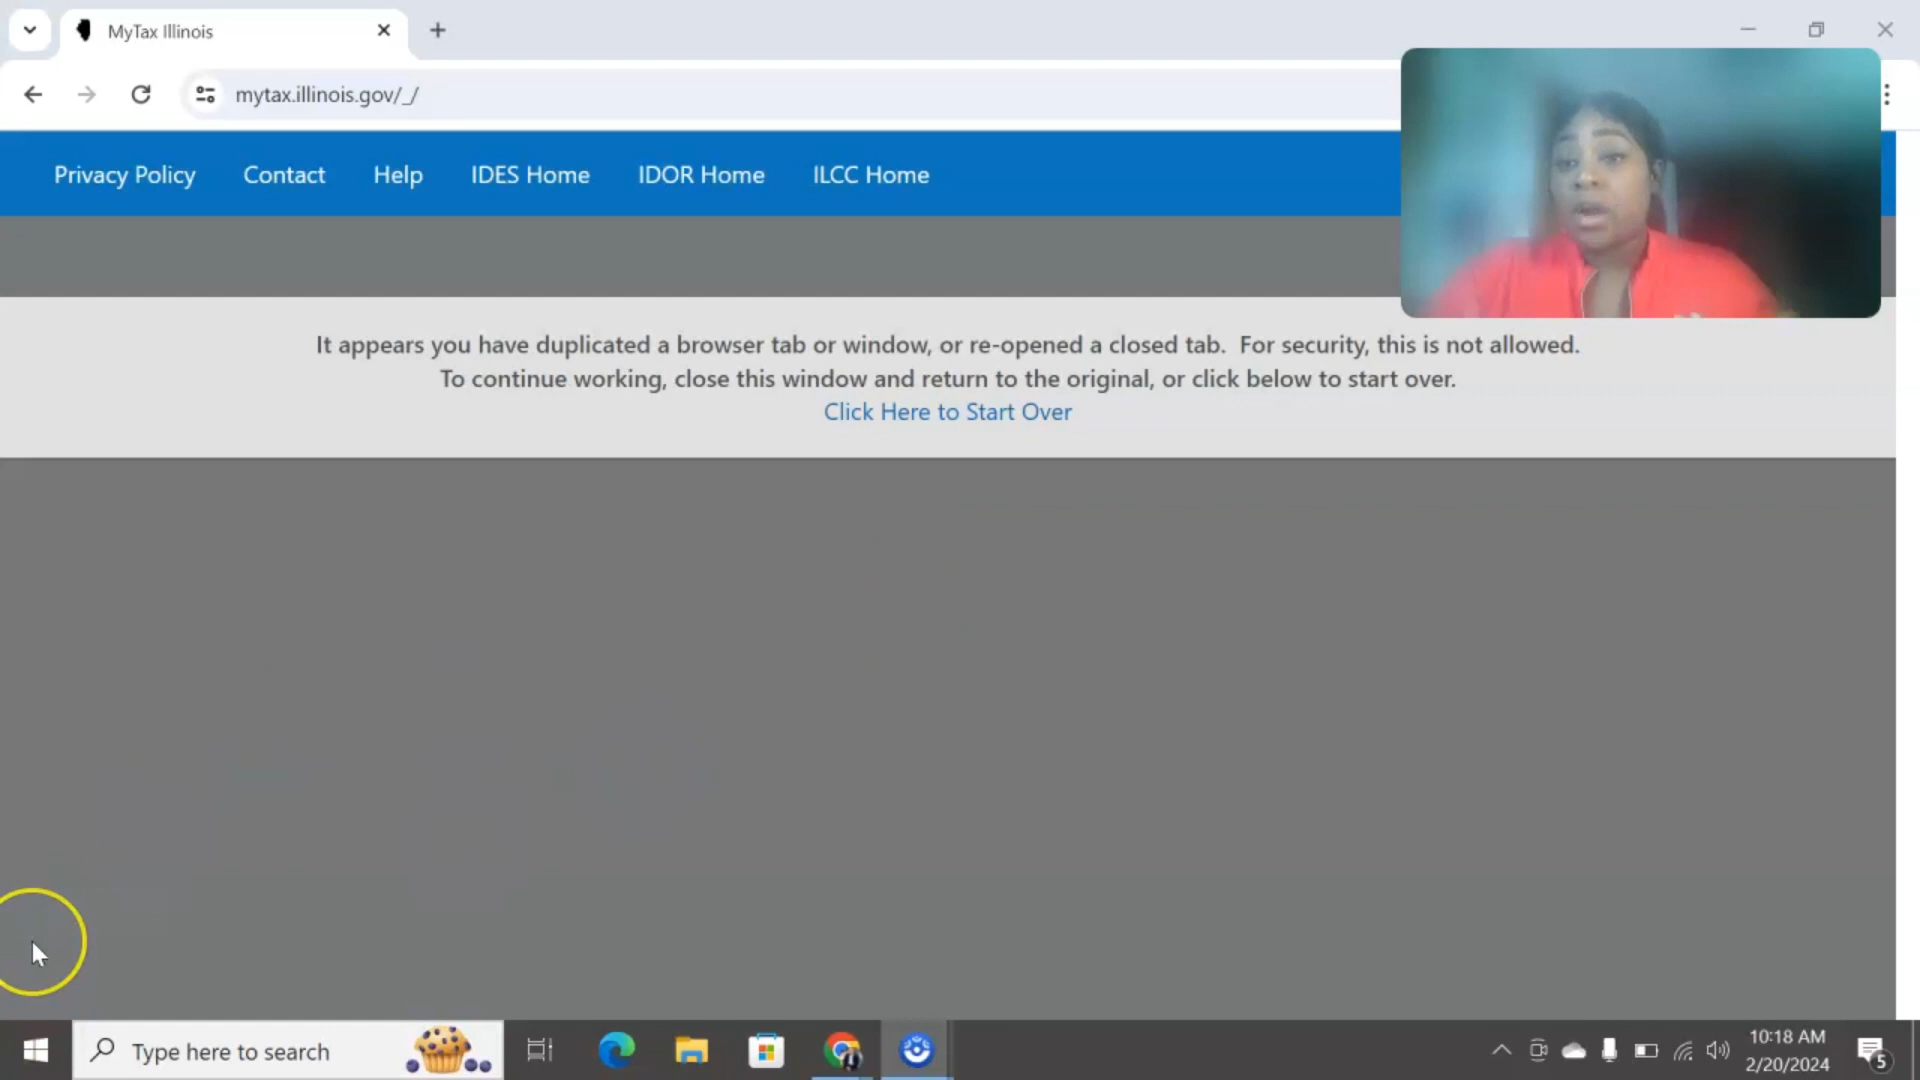 MyTax Illinois
mytax.illinois.gov/_/
Privacy Policy Contact Help IDES Home IDOR Home ILCC Home
It appears you have duplicated a browser tab or window, or re-opened a closed tab.  For security, this is not allowed.
To continue working, close this window and return to the original, or click below to start over.
Click Here to Start Over
Type here to search
10:18 AM
2/20/2024
5